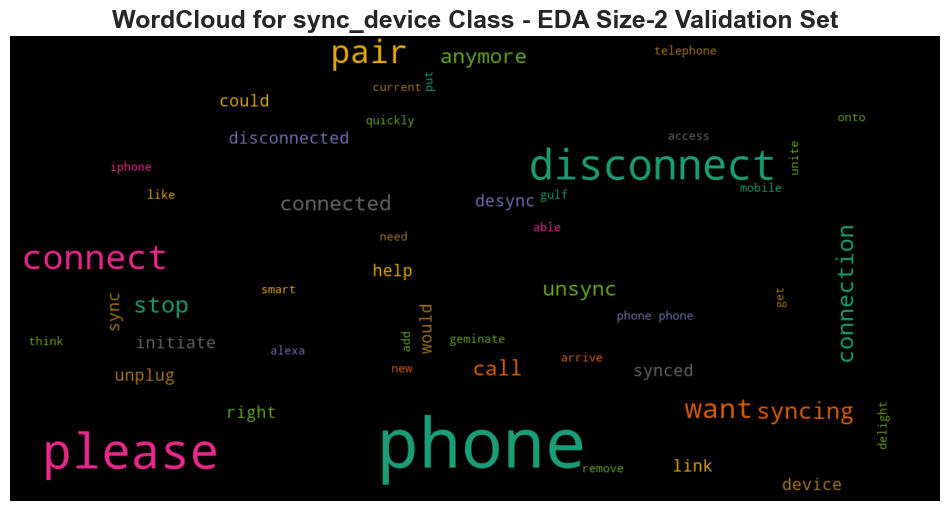 WordCloud for sync_device Class - EDA Size-2 Validation Set
pair
anymore
telephone
current
put
could
quickly
onto
disconnected
access
iphone
disconnect
unite
like
connected
desync
gulf
mobile
able
need
connect
help
connection
smart
unsync
get
sync
stop
would
phone phone
think
initiate
alexa
add
geminate
arrive
unplug
new
call
synced
right
want
syncing
delight
please
phone
remove
link
device